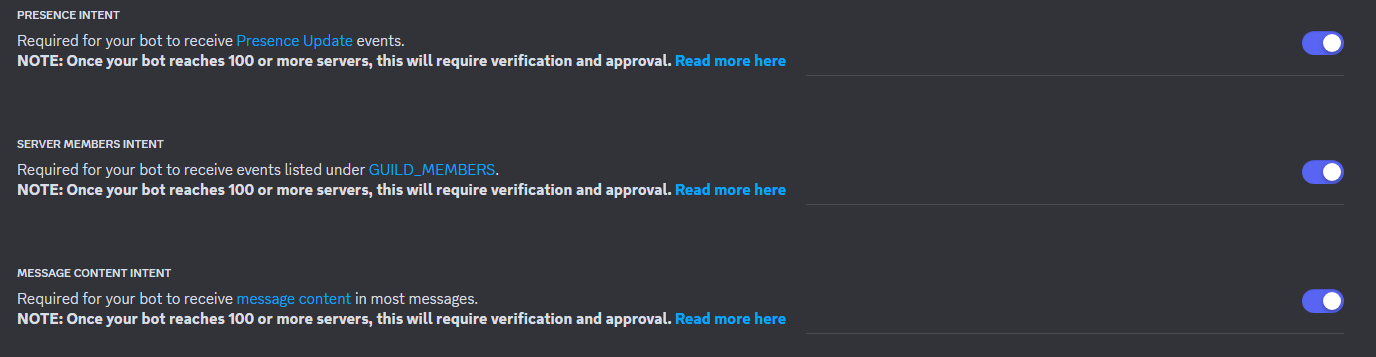 PRESENCE INTENT
Required for your bot to receive Presence Update events.
NOTE: Once your bot reaches 100 or more servers, this will require verification and approval. Read more here
SERVER MEMBERS INTENT
Required for your bot to receive events listed under GUILD_MEMBERS.
NOTE: Once your bot reaches 100 or more servers, this will require verification and approval. Read more here
MESSAGE CONTENT INTENT
Required for your bot to receive message content in most messages.
NOTE: Once your bot reaches 100 or more servers, this will require verification and approval. Read more here